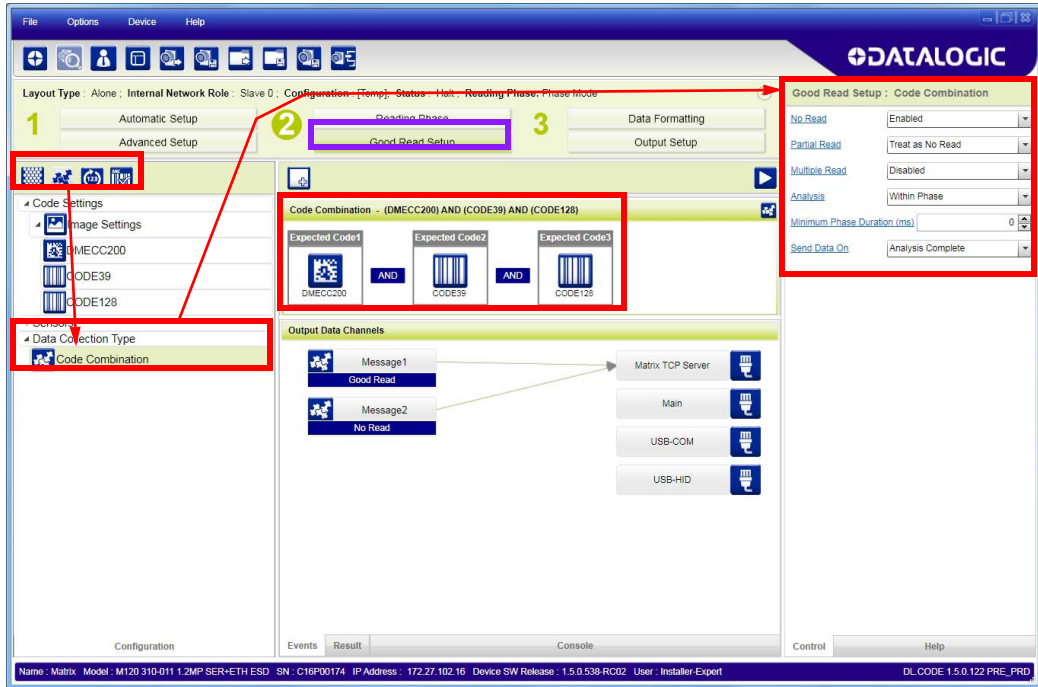 File Options Device Help
DATALOGIC
Layout Type : Alone ; Internal Network Role : Slave 0 ; Configuration : [Temp]; Status : Halt ; Reading Phase: Phase Mode
1 Automatic Setup
Advanced Setup
2 Reading Phase
Good Read Setup
3 Data Formatting
Output Setup
Code Settings
Image Settings
DMECC200
CODE39
CODE128
Sensors
Data Collection Type
Code Combination
Configuration
Code Combination - (DMECC200) AND (CODE39) AND (CODE128)
Expected Code1 Expected Code2 Expected Code3
AND AND
DMECC200 CODE39 CODE128
Output Data Channels
Message1
Good Read
Message2
No Read
Matrix TCP Server
Main
USB-COM
USB-HID
Events Result Console
Good Read Setup : Code Combination
No Read Enabled
Partial Read Treat as No Read
Multiple Read Disabled
Analysis Within Phase
Minimum Phase Duration (ms) 0
Send Data On Analysis Complete
Control Help
Name : Matrix Model : M120 310-011 1.2MP SER+ETH ESD SN : C16P00174 IP Address : 172.27.102.16 Device SW Release : 1.5.0.538-RC02 User : Installer-Expert DL.CODE 1.5.0.122 PRE_PRD